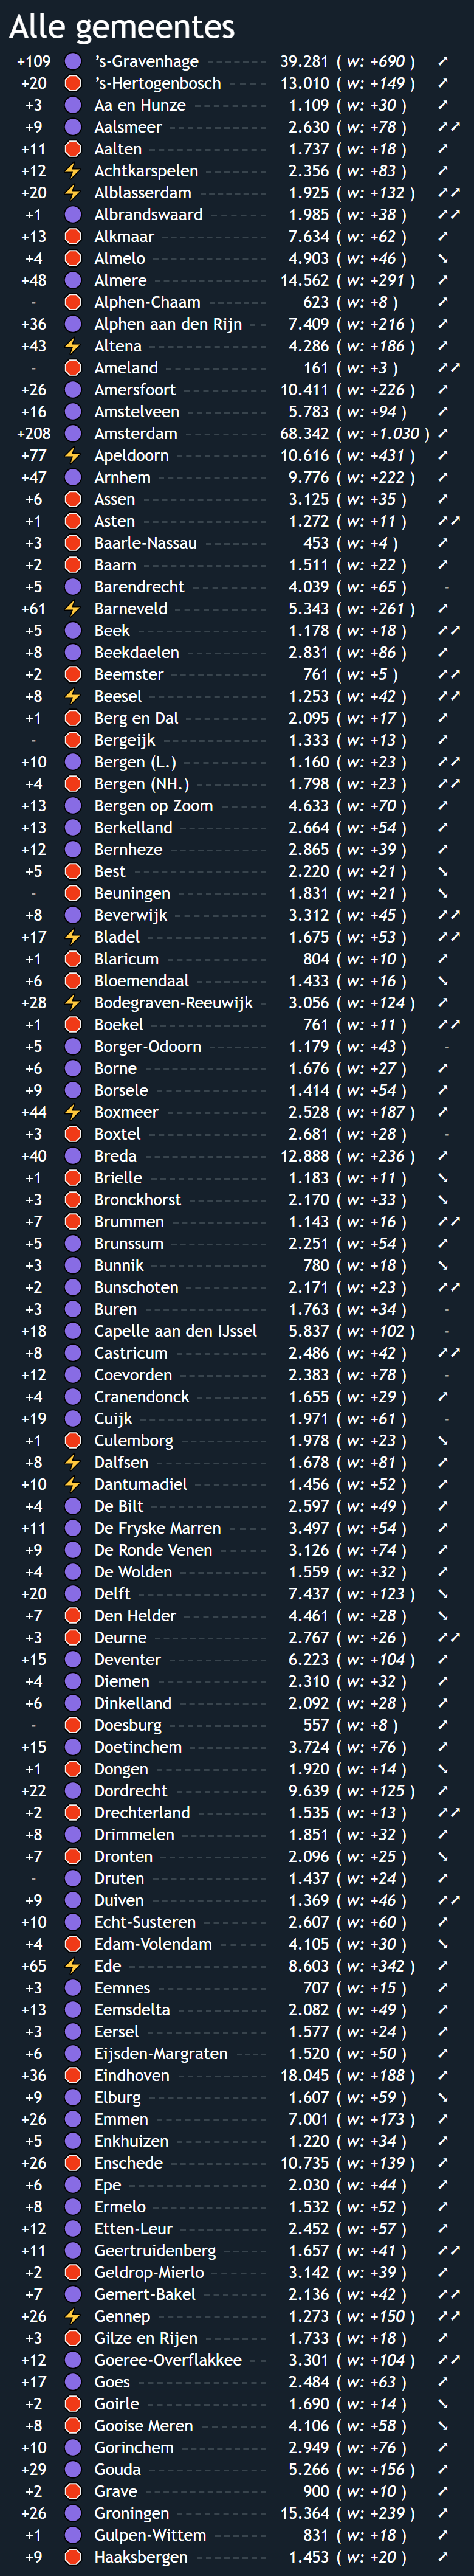 Alle gemeentes
+109 's-Gravenhage 39.281 ( w: +690 )
+20 's-Hertogenbosch 13.010 ( w: +149 )
+3 Aa en Hunze 1.109 ( w: +30 )
+9 Aalsmeer 2.630 ( w: +78 )
+11 Aalten 1.737 ( w: +18 )
+12 Achtkarspelen 2.356 ( w: +83 )
+20 Alblasserdam 1.925 ( w: +132 )
+1 Albrandswaard 1.985 ( w: +38 )
+13 Alkmaar 7.634 ( w: +62 )
+4 Almelo 4.903 ( w: +46 )
+48 Almere 14.562 ( w: +291 )
- Alphen-Chaam 623 ( w: +8 )
+36 Alphen aan den Rijn 7.409 ( w: +216 )
+43 Altena 4.286 ( w: +186 )
- Ameland 161 ( w: +3 )
+26 Amersfoort 10.411 ( w: +226 )
+16 Amstelveen 5.783 ( w: +94 )
+208 Amsterdam 68.342 ( w: +1.030 )
+77 Apeldoorn 10.616 ( w: +431 )
+47 Arnhem 9.776 ( w: +222 )
+6 Assen 3.125 ( w: +35 )
+1 Asten 1.272 ( w: +11 )
+3 Baarle-Nassau 453 ( w: +4 )
+2 Baarn 1.511 ( w: +22 )
+5 Barendrecht 4.039 ( w: +65 ) -
+61 Barneveld 5.343 ( w: +261 )
+5 Beek 1.178 ( w: +18 )
+8 Beekdaelen 2.831 ( w: +86 )
+2 Beemster 761 ( w: +5 )
+8 Beesel 1.253 ( w: +42 )
+1 Berg en Dal 2.095 ( w: +17 )
- Bergeijk 1.333 ( w: +13 )
+10 Bergen (L.) 1.160 ( w: +23 )
+4 Bergen (NH.) 1.798 ( w: +23 )
+13 Bergen op Zoom 4.633 ( w: +70 )
+13 Berkelland 2.664 ( w: +54 )
+12 Bernheze 2.865 ( w: +39 )
+5 Best 2.220 ( w: +21 )
- Beuningen 1.831 ( w: +21 )
+8 Beverwijk 3.312 ( w: +45 )
+17 Bladel 1.675 ( w: +53 )
+1 Blaricum 804 ( w: +10 )
+6 Bloemendaal 1.433 ( w: +16 )
+28 Bodegraven-Reeuwijk 3.056 ( w: +124 )
+1 Boekel 761 ( w: +11 )
+5 Borger-Odoorn 1.179 ( w: +43 ) -
+6 Borne 1.676 ( w: +27 )
+9 Borsele 1.414 ( w: +54 )
+44 Boxmeer 2.528 ( w: +187 )
+3 Boxtel 2.681 ( w: +28 ) -
+40 Breda 12.888 ( w: +236 )
+1 Brielle 1.183 ( w: +11 )
+3 Bronckhorst 2.170 ( w: +33 )
+7 Brummen 1.143 ( w: +16 )
+5 Brunssum 2.251 ( w: +54 )
+3 Bunnik 780 ( w: +18 )
+2 Bunschoten 2.171 ( w: +23 )
+3 Buren 1.763 ( w: +34 ) -
+18 Capelle aan den IJssel 5.837 ( w: +102 ) -
+8 Castricum 2.486 ( w: +42 )
+12 Coevorden 2.383 ( w: +78 ) -
+4 Cranendonck 1.655 ( w: +29 )
+19 Cuijk 1.971 ( w: +61 ) -
+1 Culemborg 1.978 ( w: +23 )
+8 Dalfsen 1.678 ( w: +81 )
+10 Dantumadiel 1.456 ( w: +52 )
+4 De Bilt 2.597 ( w: +49 )
+11 De Fryske Marren 3.497 ( w: +54 )
+9 De Ronde Venen 3.126 ( w: +74 )
+4 De Wolden 1.559 ( w: +32 )
+20 Delft 7.437 ( w: +123 )
+7 Den Helder 4.461 ( w: +28 )
+3 Deurne 2.767 ( w: +26 )
+15 Deventer 6.223 ( w: +104 )
+4 Diemen 2.310 ( w: +32 )
+6 Dinkelland 2.092 ( w: +28 )
- Doesburg 557 ( w: +8 )
+15 Doetinchem 3.724 ( w: +76 )
+1 Dongen 1.920 ( w: +14 )
+22 Dordrecht 9.639 ( w: +125 )
+2 Drechterland 1.535 ( w: +13 )
+8 Drimmelen 1.851 ( w: +32 )
+7 Dronten 2.096 ( w: +25 )
- Druten 1.437 ( w: +24 )
+9 Duiven 1.369 ( w: +46 )
+10 Echt-Susteren 2.607 ( w: +60 )
+4 Edam-Volendam 4.105 ( w: +30 )
+65 Ede 8.603 ( w: +342 )
+3 Eemnes 707 ( w: +15 )
+13 Eemsdelta 2.082 ( w: +49 )
+3 Eersel 1.577 ( w: +24 )
+6 Eijsden-Margraten 1.520 ( w: +50 )
+36 Eindhoven 18.045 ( w: +188 )
+9 Elburg 1.607 ( w: +59 )
+26 Emmen 7.001 ( w: +173 )
+5 Enkhuizen 1.220 ( w: +34 )
+26 Enschede 10.735 ( w: +139 )
+6 Epe 2.030 ( w: +44 )
+8 Ermelo 1.532 ( w: +52 )
+12 Etten-Leur 2.452 ( w: +57 )
+11 Geertruidenberg 1.657 ( w: +41 )
+2 Geldrop-Mierlo 3.142 ( w: +39 )
+7 Gemert-Bakel 2.136 ( w: +42 )
+26 Gennep 1.273 ( w: +150 )
+3 Gilze en Rijen 1.733 ( w: +18 )
+12 Goeree-Overflakkee 3.301 ( w: +104 )
+17 Goes 2.484 ( w: +63 )
+2 Goirle 1.690 ( w: +14 )
+8 Gooise Meren 4.106 ( w: +58 )
+10 Gorinchem 2.949 ( w: +76 )
+29 Gouda 5.266 ( w: +156 )
+2 Grave 900 ( w: +10 )
+26 Groningen 15.364 ( w: +239 )
+1 Gulpen-Wittem 831 ( w: +18 )
+9 Haaksbergen 1.453 ( w: +20 )